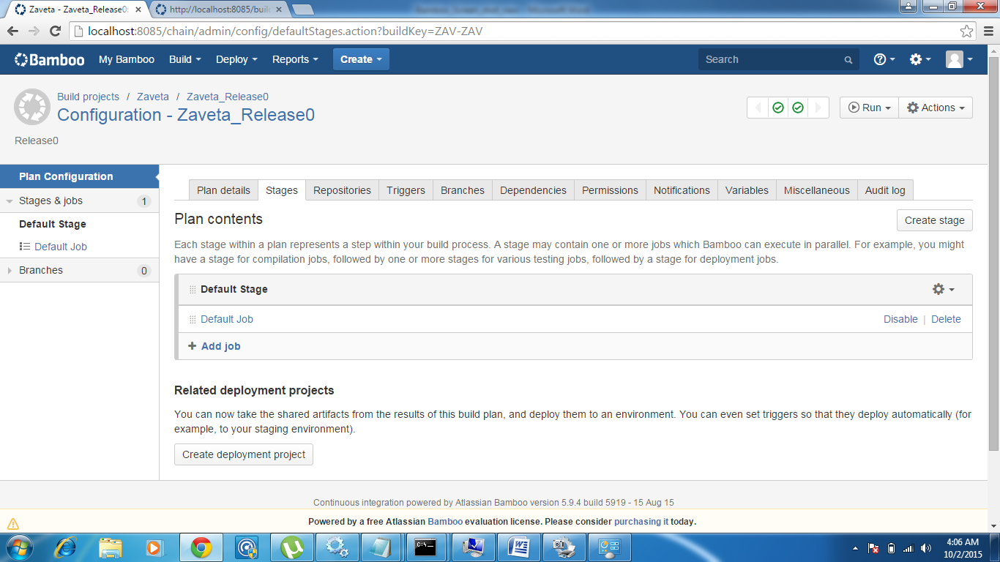 Zaveta - Zaveta_Release0:
http://localhost:8085/buil
localhost:8085/chain/admin/config/defaultStages.action?buildKey=ZAV-ZAV
Bamboo My Bamboo Build Deploy Reports Create Search
Build projects / Zaveta / Zaveta_Release0
Configuration - Zaveta_Release0
Run Actions
Release0
Plan Configuration
Stages & jobs 1
Default Stage
Default Job
Branches 0
Plan details Stages Repositories Triggers Branches Dependencies Permissions Notifications Variables Miscellaneous Audit log
Plan contents
Create stage
Each stage within a plan represents a step within your build process. A stage may contain one or more jobs which Bamboo can execute in parallel. For example, you might
have a stage for compilation jobs, followed by one or more stages for various testing jobs, followed by a stage for deployment jobs.
Default Stage
Default Job Disable | Delete
Add job
Related deployment projects
You can now take the shared artifacts from the results of this build plan, and deploy them to an environment. You can even set triggers so that they deploy automatically (for
example, to your staging environment).
Create deployment project
Continuous integration powered by Atlassian Bamboo version 5.9.4 build 5919 - 15 Aug 15
Powered by a free Atlassian Bamboo evaluation license. Please consider purchasing it today.
4:06 AM
10/2/2015